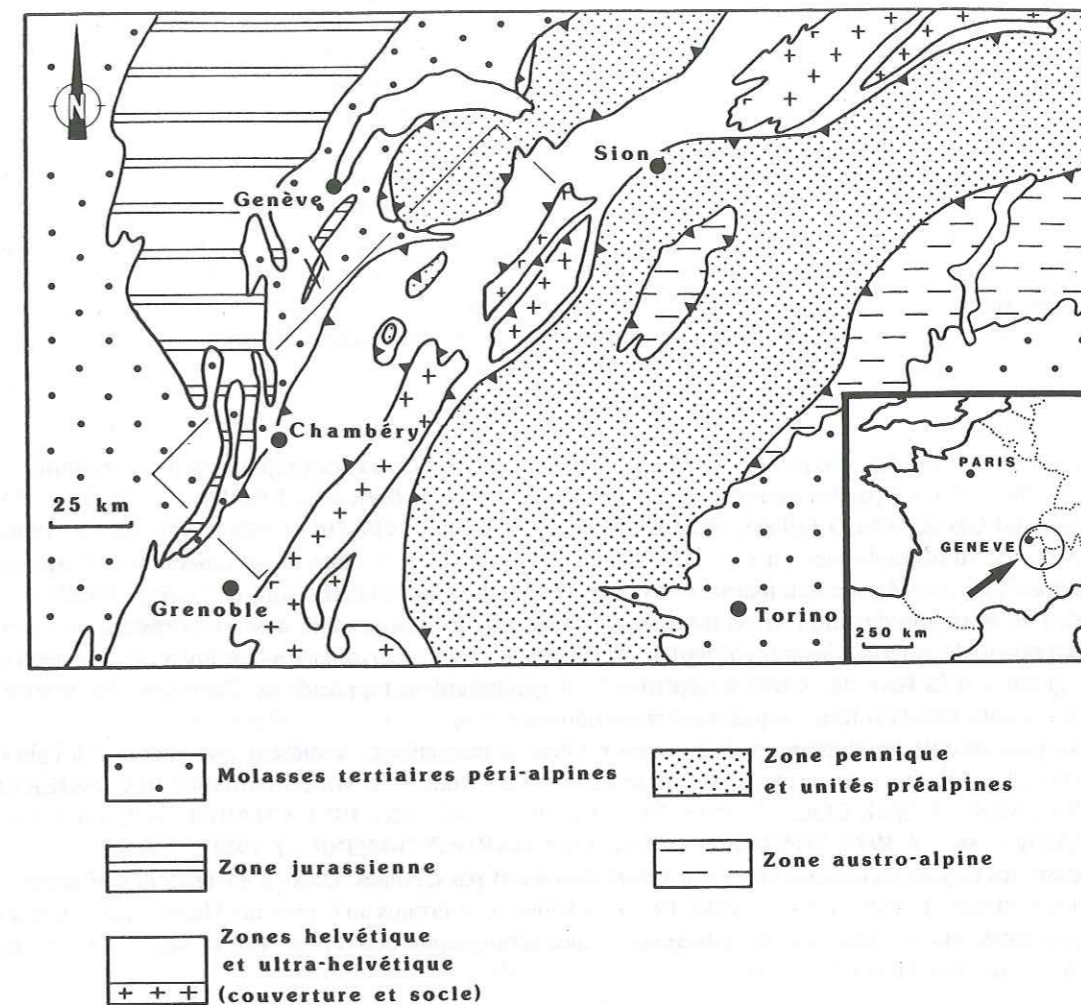 N
Sion
Genève
Chambéry
25 km
Grenoble
Torino
PARIS
GENEVE
250 km
Molasses tertiaires péri-alpines
Zone pennique
et unités préalpines
Zone jurassienne
Zone austro-alpine
Zones helvétique
et ultra-helvétique
(couverture et socle)